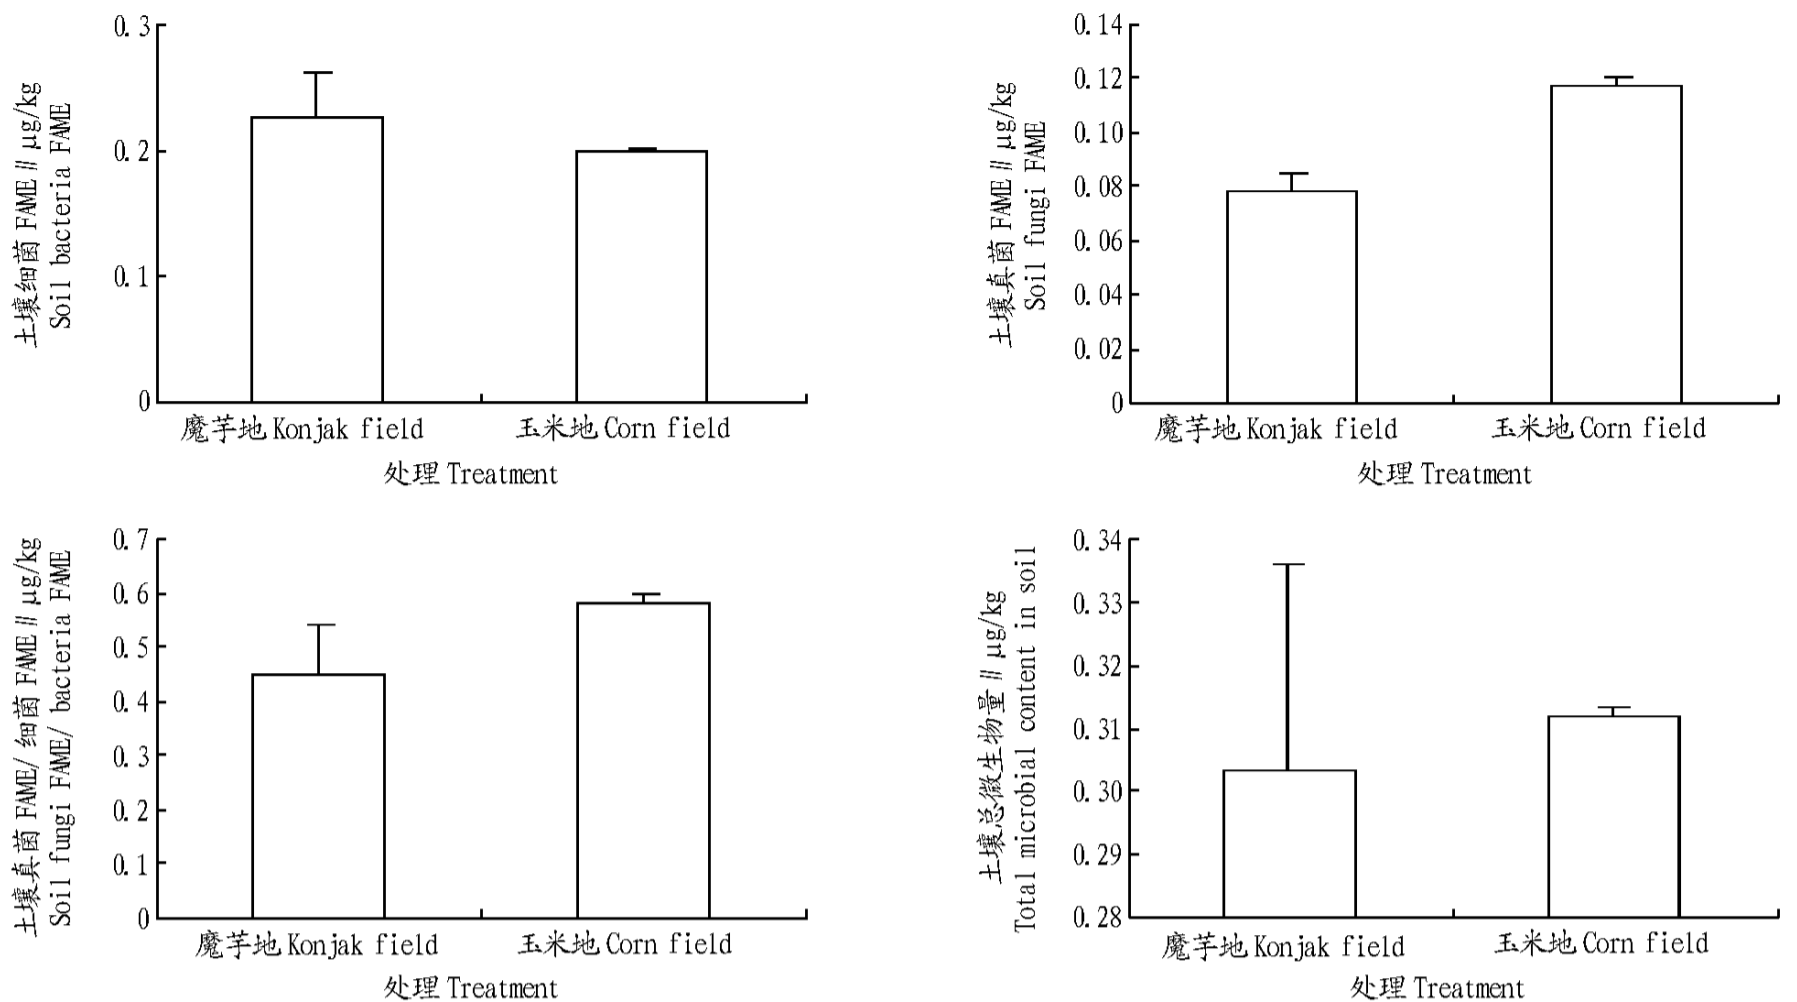 土壤细菌 FAME∥μg/kg
Soil bacteria FAME
0.3
0.2
0.1
0
魔芋地 Konjak field
玉米地 Corn field
处理 Treatment
土壤真菌 FAME∥μg/kg
Soil fungi FAME
0.14
0.12
0.10
0.08
0.06
0.04
0.02
0
魔芋地 Konjak field
玉米地 Corn field
处理 Treatment
土壤真菌 FAME/ 细菌 FAME∥μg/kg
Soil fungi FAME/ bacteria FAME
0.7
0.6
0.5
0.4
0.3
0.2
0.1
0
魔芋地 Konjak field
玉米地 Corn field
处理 Treatment
土壤总微生物量∥μg/kg
Total microbial content in soil
0.34
0.33
0.32
0.31
0.30
0.29
0.28
魔芋地 Konjak field
玉米地 Corn field
处理 Treatment